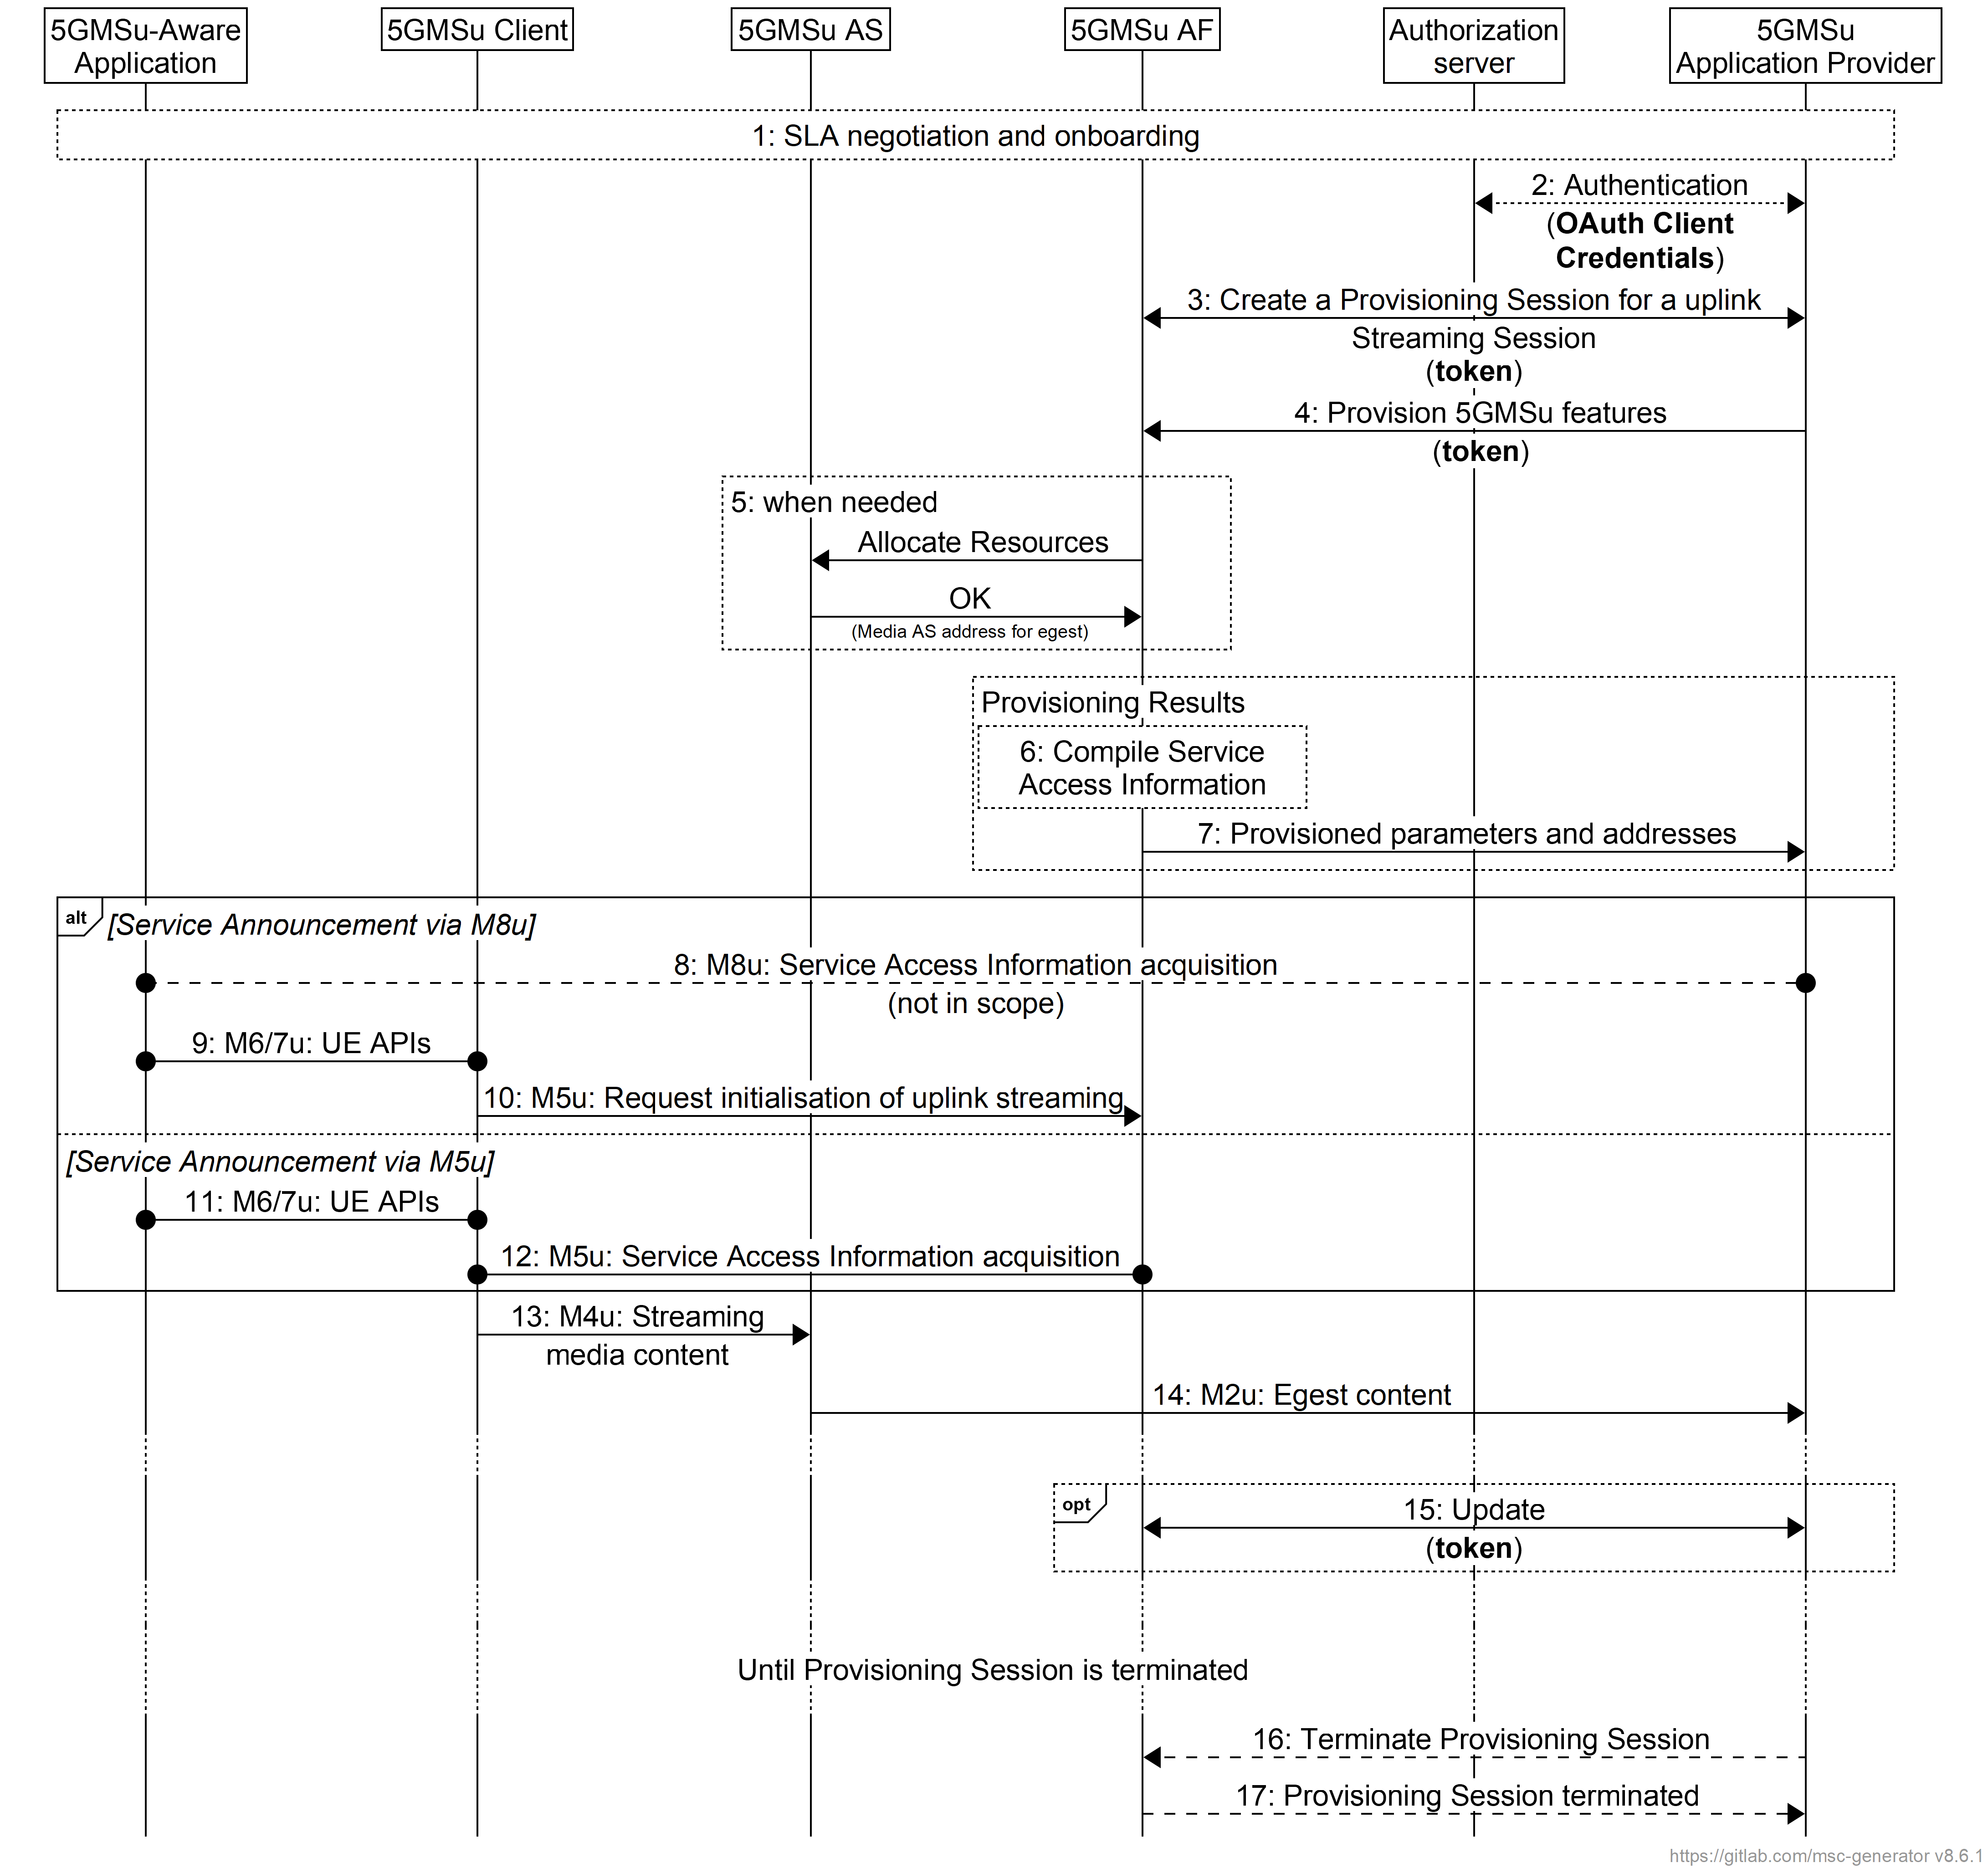 5GMSu-Aware
Application
5GMSu Client
5GMSu AS
5GMSu AF
Authorization
server
5GMSu
Application Provider
1: SLA negotiation and onboarding
2: Authentication
(OAuth Client
Credentials)
3: Create a Provisioning Session for a uplink
Streaming Session
(token)
4: Provision 5GMSu features
(token)
5: when needed
Allocate Resources
OK
(Media AS address for egest)
Provisioning Results
6: Compile Service
Access Information
7: Provisioned parameters and addresses
alt
[Service Announcement via M8u]
8: M8u: Service Access Information acquisition
(not in scope)
9: M6/7u: UE APIs
10: M5u: Request initialisation of uplink streaming
[Service Announcement via M5u]
11: M6/7u: UE APIs
12: M5u: Service Access Information acquisition
13: M4u: Streaming
media content
14: M2u: Egest content
opt
15: Update
(token)
Until Provisioning Session is terminated
16: Terminate Provisioning Session
17: Provisioning Session terminated
https://gitlab.com/msc-generator v8.6.1